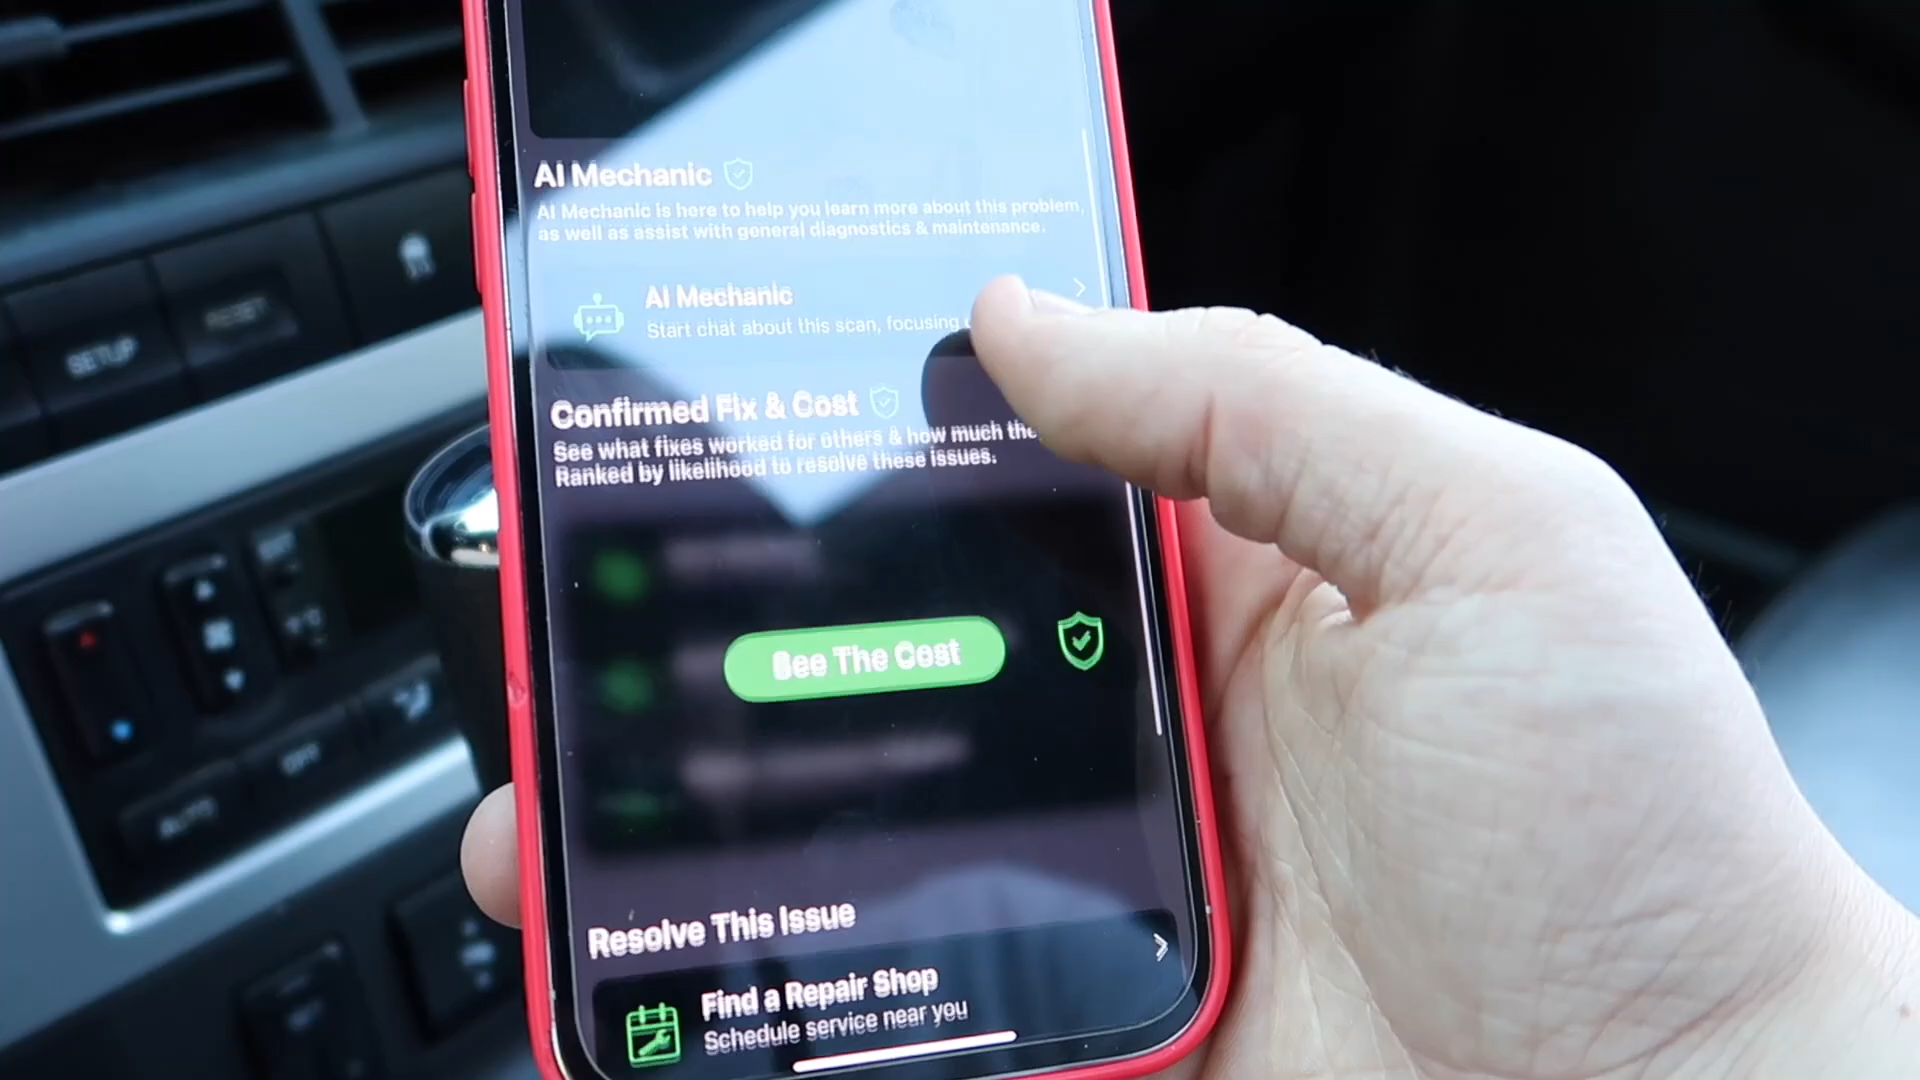 AI Mechanic
AI Mechanic is here to help you learn more about this problem,
as well as assist with general diagnostics & maintenance.
AI Mechanic
Start chat about this scan, focusing
Confirmed Fix & Cost
See what fixes worked for others & how much the
Ranked by likelihood to resolve these issues.
See The Cost
Resolve This Issue
Find a Repair Shop
Schedule service near you
SETUP
RESET
OFF
AUTO